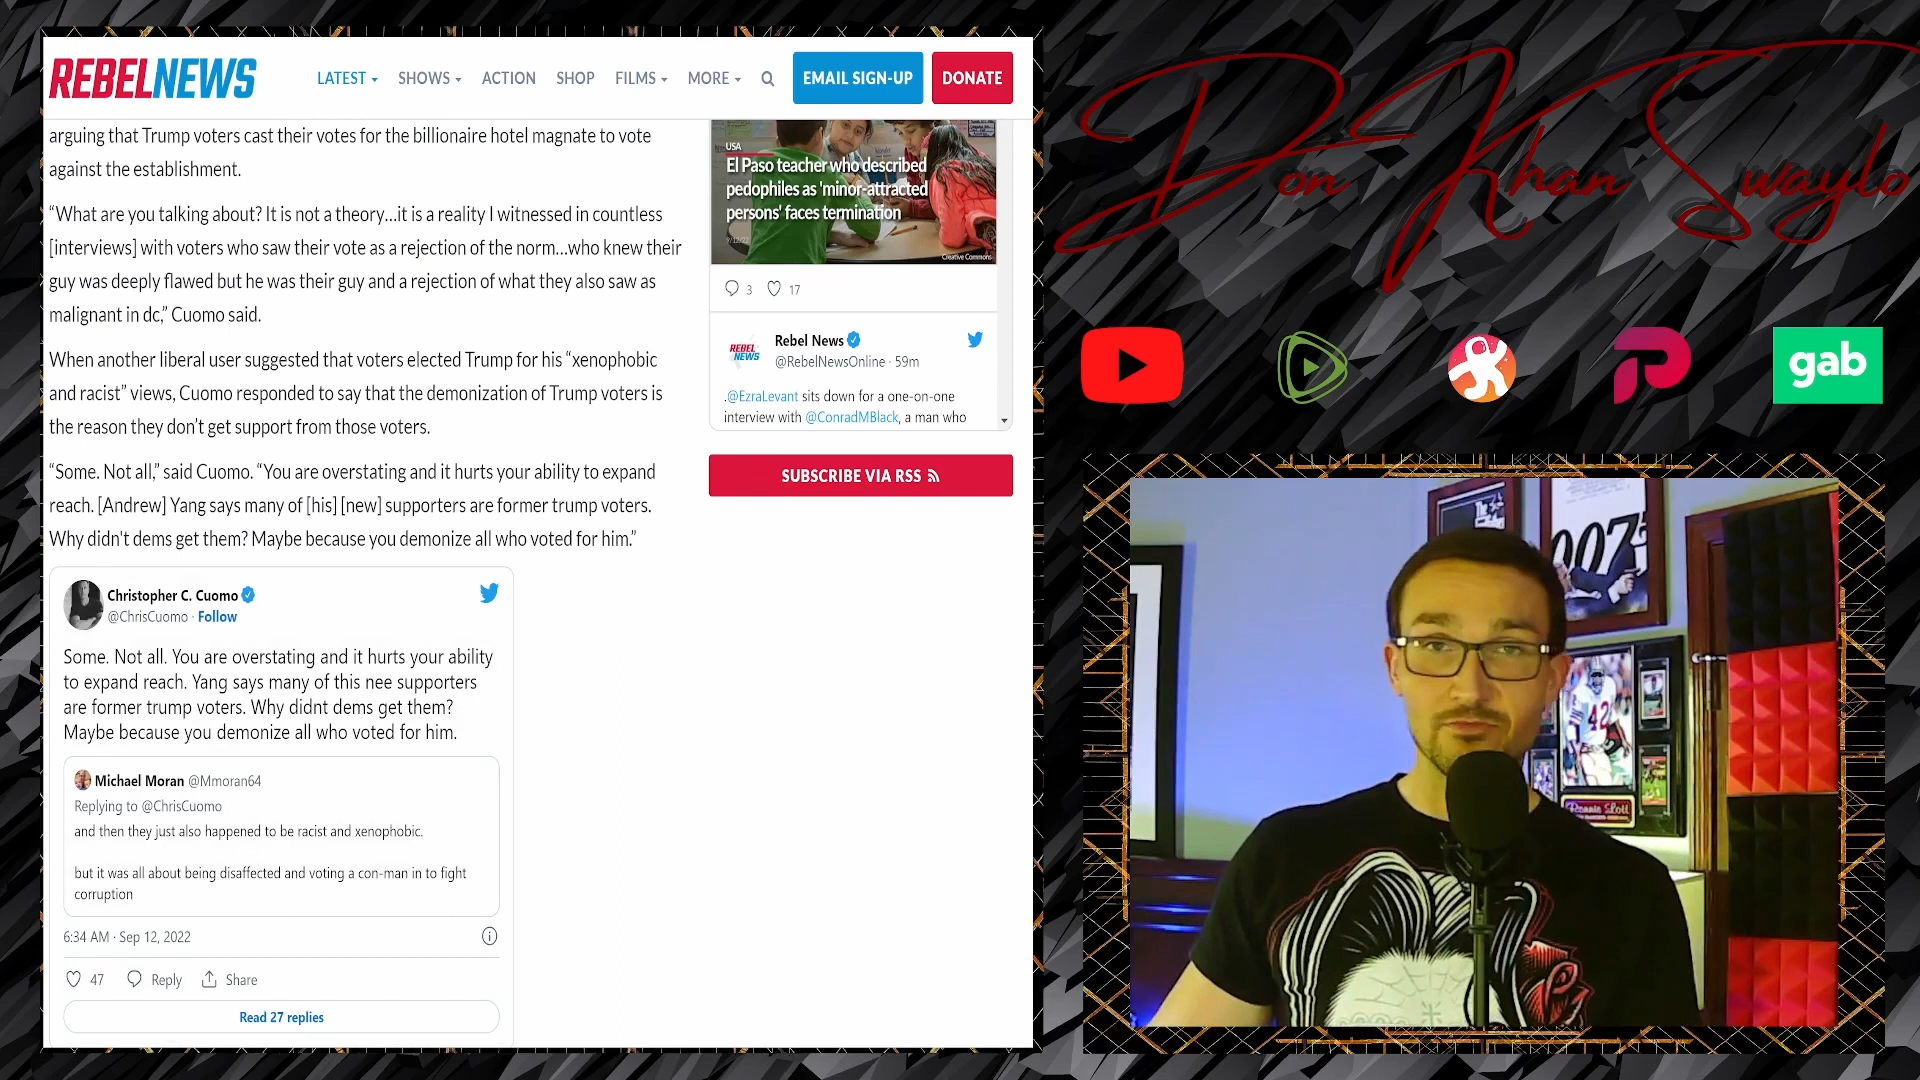 REBELNEWS
LATEST
SHOWS
ACTION
SHOP
FILMS
MORE
EMAIL SIGN-UP
DONATE
arguing that Trump voters cast their votes for the billionaire hotel magnate to vote
against the establishment.
“What are you talking about? It is not a theory…it is a reality I witnessed in countless
[interviews] with voters who saw their vote as a rejection of the norm…who knew their
guy was deeply flawed but he was their guy and a rejection of what they also saw as
malignant in dc,” Cuomo said.
When another liberal user suggested that voters elected Trump for his “xenophobic
and racist” views, Cuomo responded to say that the demonization of Trump voters is
the reason they don’t get support from those voters.
“Some. Not all,” said Cuomo. “You are overstating and it hurts your ability to expand
reach. [Andrew] Yang says many of [his] [new] supporters are former trump voters.
Why didn't dems get them? Maybe because you demonize all who voted for him.”
Christopher C. Cuomo
@ChrisCuomo · Follow
Some. Not all. You are overstating and it hurts your ability
to expand reach. Yang says many of this nee supporters
are former trump voters. Why didnt dems get them?
Maybe because you demonize all who voted for him.
Michael Moran @Mmoran64
Replying to @ChrisCuomo
and then they just also happened to be racist and xenophobic.
but it was all about being disaffected and voting a con-man in to fight
corruption
6:34 AM · Sep 12, 2022
47
Reply
Share
Read 27 replies
USA
El Paso teacher who described
pedophiles as 'minor-attracted
persons' faces termination
9/12/22
Creative Commons
3
17
REBEL
NEWS
Rebel News
@RebelNewsOnline · 59m
.@EzraLevant sits down for a one-on-one
interview with @ConradMBlack, a man who
SUBSCRIBE VIA RSS
Don Khan Swaylo
gab
007
42
Ronnie Lott